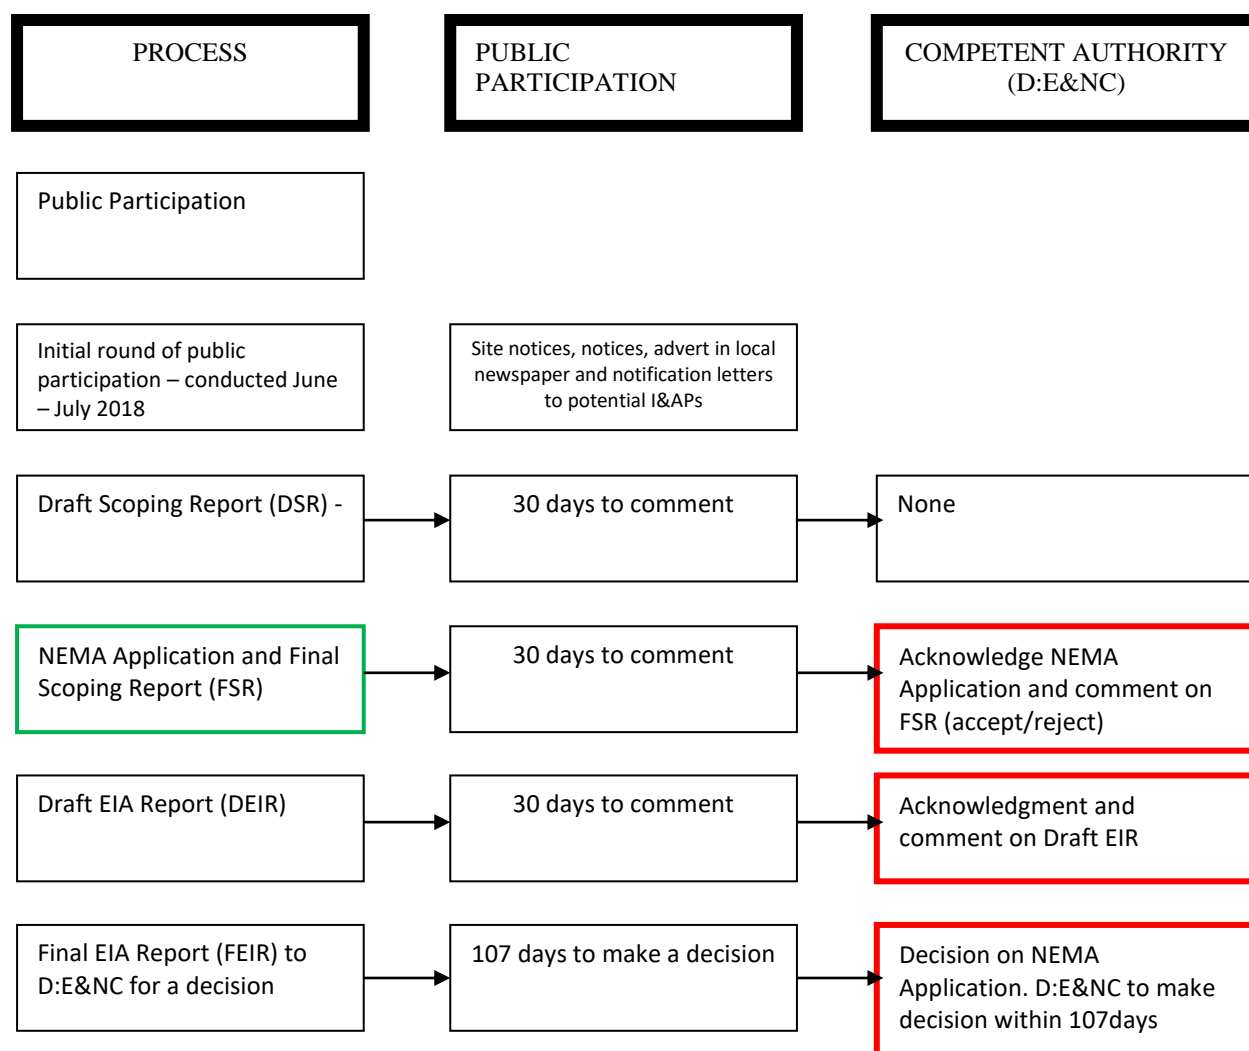 PROCESS
PUBLIC
PARTICIPATION
COMPETENT AUTHORITY
(D:E&NC)
Public Participation
Initial round of public
participation – conducted June
– July 2018
Site notices, notices, advert in local
newspaper and notification letters
to potential I&APs
Draft Scoping Report (DSR) -
30 days to comment
None
NEMA Application and Final
Scoping Report (FSR)
30 days to comment
Acknowledge NEMA
Application and comment on
FSR (accept/reject)
Draft EIA Report (DEIR)
30 days to comment
Acknowledgment and
comment on Draft EIR
Final EIA Report (FEIR) to
D:E&NC for a decision
107 days to make a decision
Decision on NEMA
Application. D:E&NC to make
decision within 107days